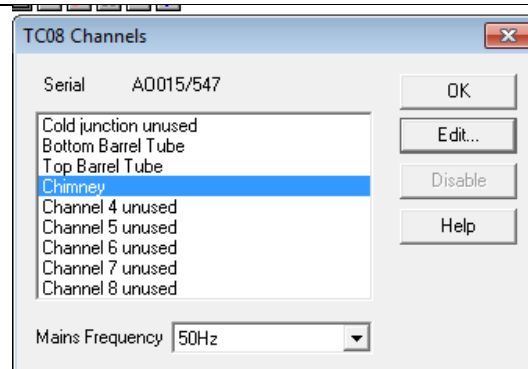 TC08 Channels
Serial AO015/547
OK
Cold junction unused
Edit...
Bottom Barrel Tube
Top Barrel Tube
Chimney
Disable
Channel 4 unused
Channel 5 unused
Help
Channel 6 unused
Channel 7 unused
Channel 8 unused
Mains Frequency 50Hz